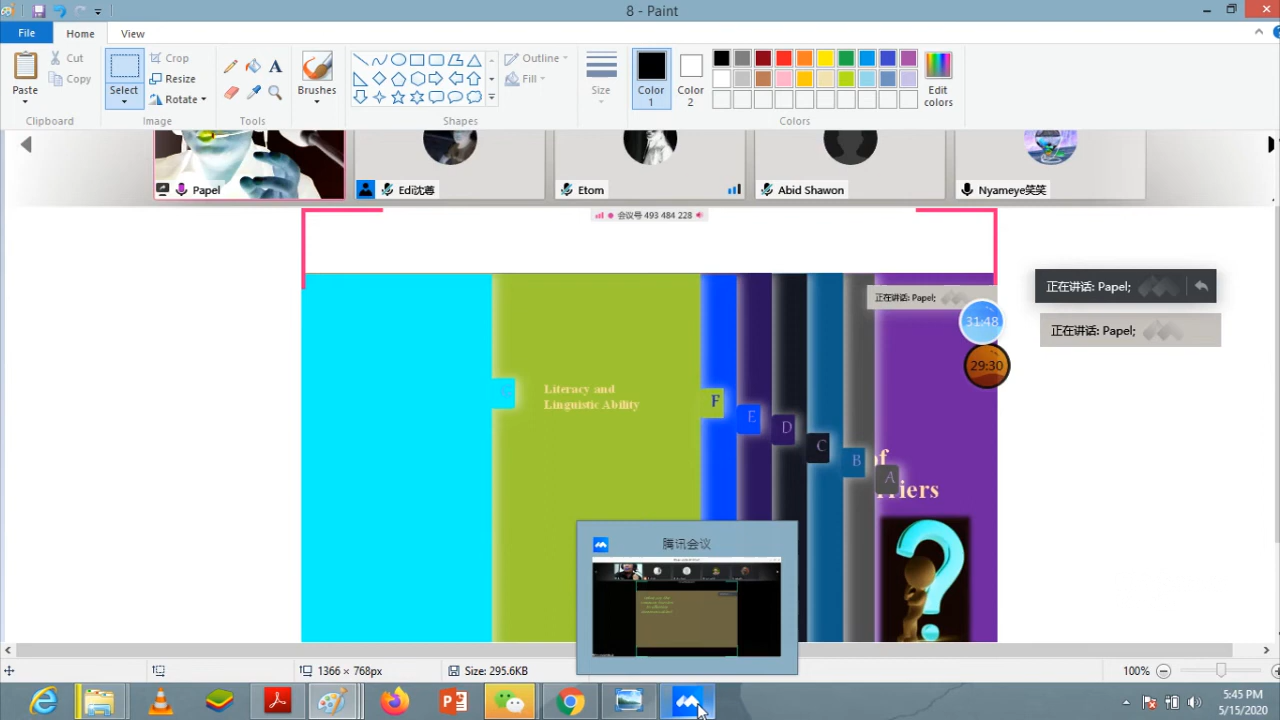 8 - Paint
File
Home
View
Paste
Cut
Copy
Clipboard
Select
Crop
Resize
Rotate
Image
Tools
Brushes
Shapes
Outline
Fill
Size
Color
1
Color
2
Edit
colors
Colors
Papel
Edi沈蓉
Etom
Abid Shawon
Nyameye笑笑
会议号 493 484 228
正在讲话: Papel;
正在讲话: Papel;
正在讲话: Papel;
31:48
29:30
Literacy and
Linguistic Ability
F
E
D
C
B
A
of
riers
腾讯会议
1366 × 768px
Size: 295.6KB
100%
5:45 PM
5/15/2020